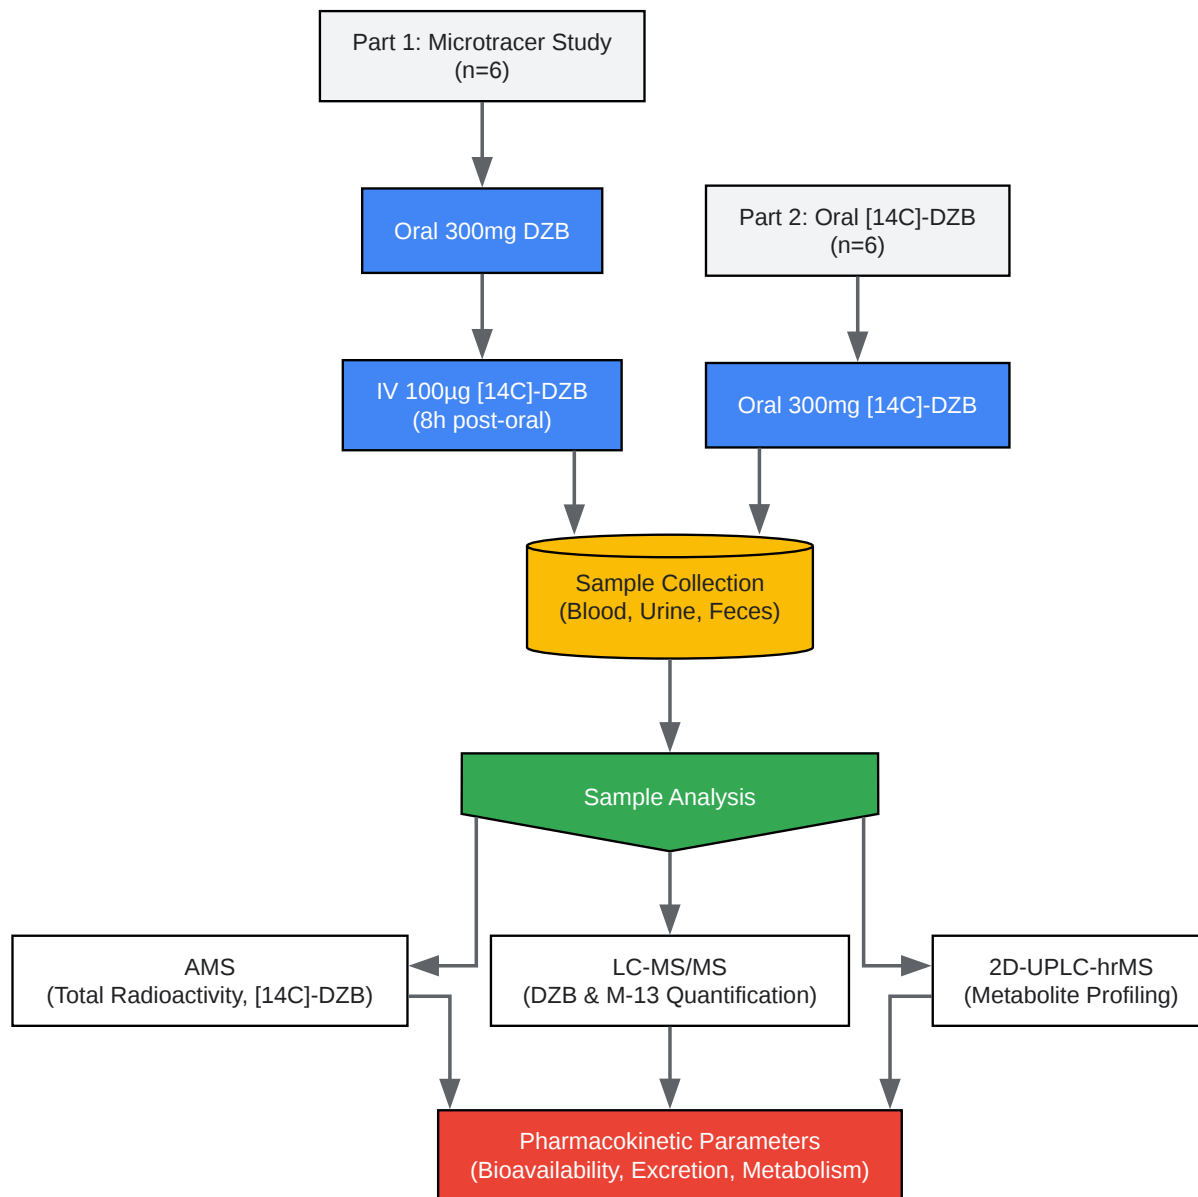 Part 1: Microtracer Study
(n=6)
Oral 300mg DZB
Part 2: Oral [14C]-DZB
(n=6)
IV 100µg [14C]-DZB
(8h post-oral)
Oral 300mg [14C]-DZB
Sample Collection
(Blood, Urine, Feces)
Sample Analysis
AMS
(Total Radioactivity, [14C]-DZB)
LC-MS/MS
(DZB & M-13 Quantification)
2D-UPLC-hrMS
(Metabolite Profiling)
Pharmacokinetic Parameters
(Bioavailability, Excretion, Metabolism)